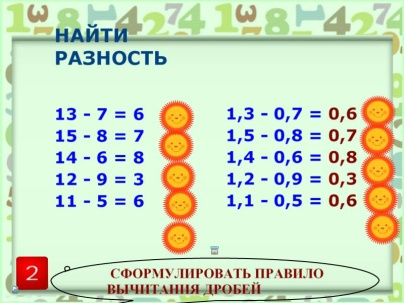 НАЙТИ
РАЗНОСТЬ
13 - 7 = 6
15 - 8 = 7
14 - 6 = 8
12 - 9 = 3
11 - 5 = 6
1,3 - 0,7 = 0,6
1,5 - 0,8 = 0,7
1,4 - 0,6 = 0,8
1,2 - 0,9 = 0,3
1,1 - 0,5 = 0,6
2
СФОРМУЛИРОВАТЬ ПРАВИЛО
ВЫЧИТАНИЯ ДРОБЕЙ